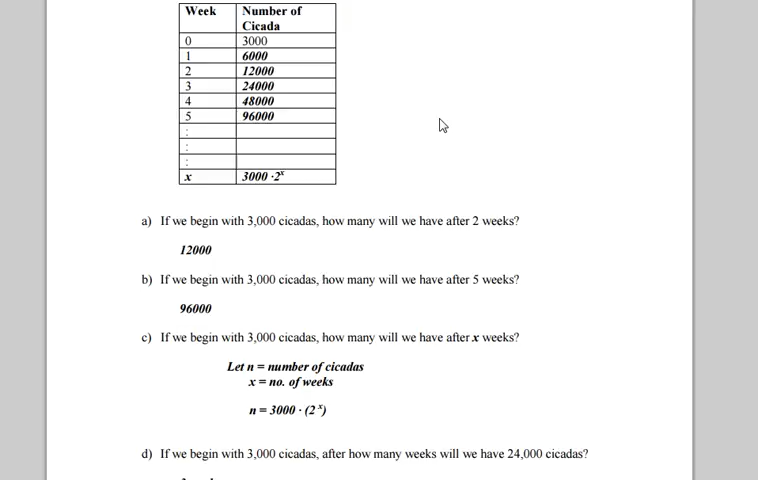 Week Number of
Cicada
0 3000
1 6000
2 12000
3 24000
4 48000
5 96000
:
:
:
x 3000 ·2ˣ
a) If we begin with 3,000 cicadas, how many will we have after 2 weeks?
12000
b) If we begin with 3,000 cicadas, how many will we have after 5 weeks?
96000
c) If we begin with 3,000 cicadas, how many will we have after x weeks?
Let n = number of cicadas
x = no. of weeks
n = 3000 · (2ˣ)
d) If we begin with 3,000 cicadas, after how many weeks will we have 24,000 cicadas?